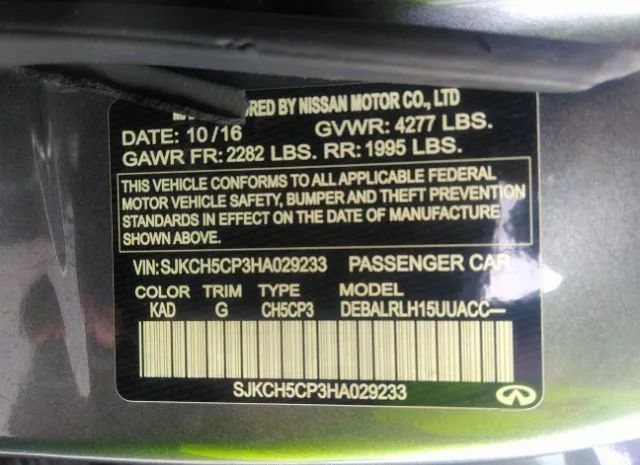 BY NISSAN MOTOR CO., LTD
DATE: 10/16 GVWR: 4277 LBS.
GAWR FR: 2282 LBS. RR: 1995 LBS.
THIS VEHICLE CONFORMS TO ALL APPLICABLE FEDERAL
MOTOR VEHICLE SAFETY, BUMPER AND THEFT PREVENTION
STANDARDS IN EFFECT ON THE DATE OF MANUFACTURE
SHOWN ABOVE.
VIN: SJKCH5CP3HA029233 PASSENGER CAR
COLOR TRIM TYPE MODEL
KAD G CH5CP3 DEBALRLH15UUACC—
SJKCH5CP3HA029233